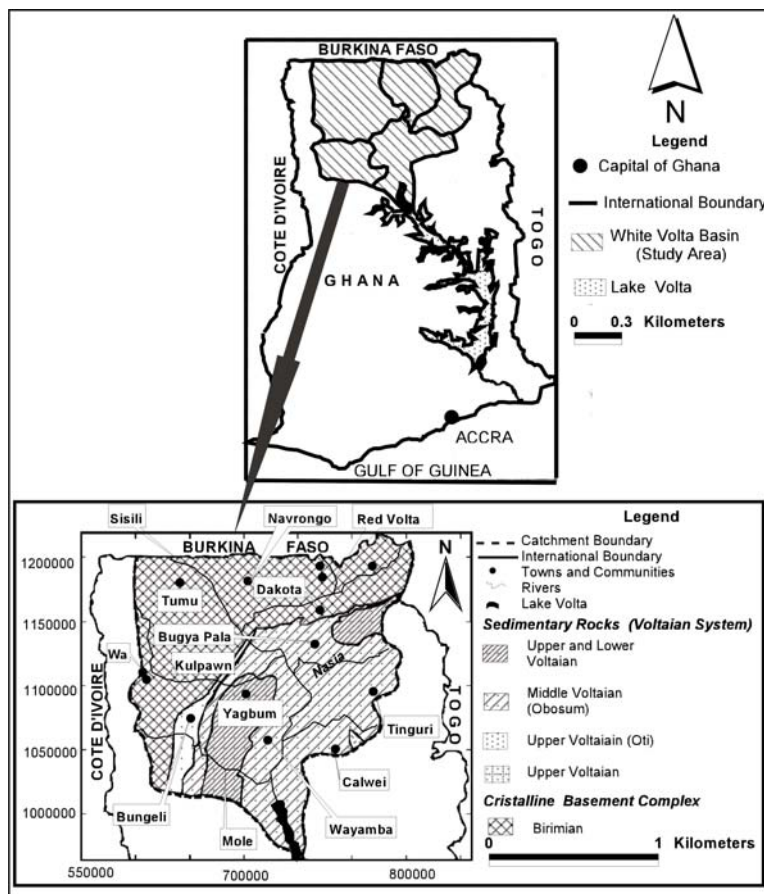 BURKINA FASO
N
Legend
Capital of Ghana
International Boundary
White Volta Basin
(Study Area)
Lake Volta
0 0.3 Kilometers
COTE D'IVOIRE
TOGO
GHANA
ACCRA
GULF OF GUINEA
Sisili
Navrongo
Red Volta
BURKINA FASO
N
1200000
1150000
1100000
1050000
1000000
Tumu
Dakota
Bugya Pala
Wa
Kulpawn
Nasia
Yagbum
Tinguri
Calwei
Bungeli
Mole
Wayamba
COTE D'IVOIRE
TOGO
550000
700000
800000
Legend
Catchment Boundary
International Boundary
Towns and Communities
Rivers
Lake Volta
Sedimentary Rocks (Voltaian System)
Upper and Lower
Voltaian
Middle Voltaian
(Obosum)
Upper Voltaiain (Oti)
Upper Voltaian
Cristalline Basement Complex
Birimian
0 1
Kilometers